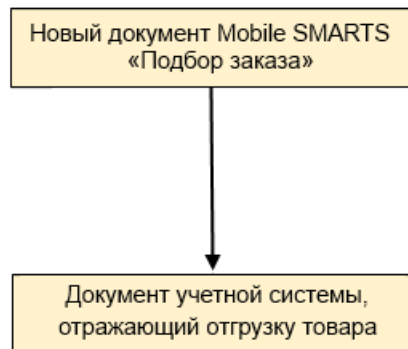 Новый документ Mobile SMARTS
«Подбор заказа»
Документ учетной системы,
отражающий отгрузку товара